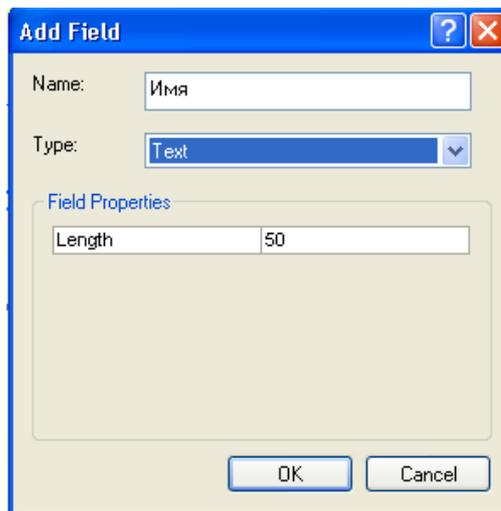 Add Field
Name: Имя
Type: Text
Field Properties
Length 50
OK Cancel